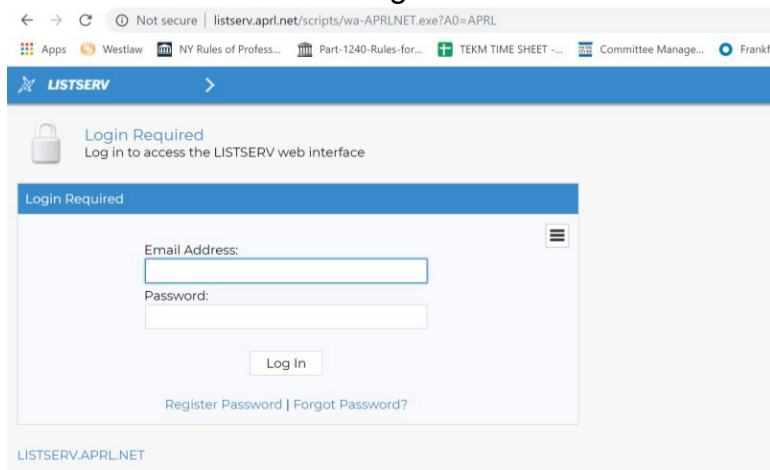 Not secure | listserv.aprl.net/scripts/wa-APRLNET.exe?A0=APRL
Apps Westlaw NY Rules of Profess... Part-1240-Rules-for... TEKM TIME SHEET -... Committee Manage... Frankf
LISTSERV
Login Required
Log in to access the LISTSERV web interface
Login Required
Email Address:
Password:
Log In
Register Password | Forgot Password?
LISTSERV.APRL.NET